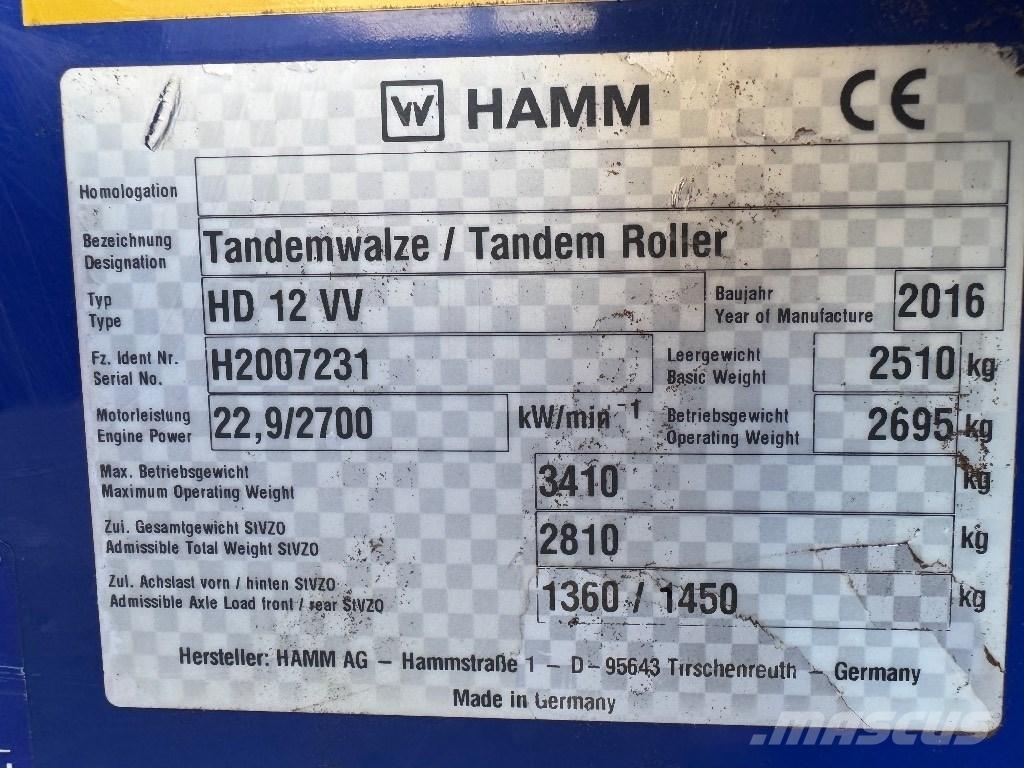 HAMM CE
Homologation
Bezeichnung
Designation
Tandemwalze / Tandem Roller
Typ
Type
HD 12 VV
Baujahr
Year of Manufacture
2016
Fz. Ident Nr.
Serial No.
H2007231
Leergewicht
Basic Weight
2510 kg
Motorleistung
Engine Power
22,9/2700 kW/min⁻¹
Betriebsgewicht
Operating Weight
2695 kg
Max. Betriebsgewicht
Maximum Operating Weight
3410 kg
Zul. Gesamtgewicht StVZO
Admissible Total Weight StVZO
2810 kg
Zul. Achslast vorn / hinten StVZO
Admissible Axle Load front / rear StVZO
1360 / 1450 kg
Hersteller: HAMM AG – Hammstraße 1 – D – 95643 Tirschenreuth – Germany
Made in Germany
MASCUS